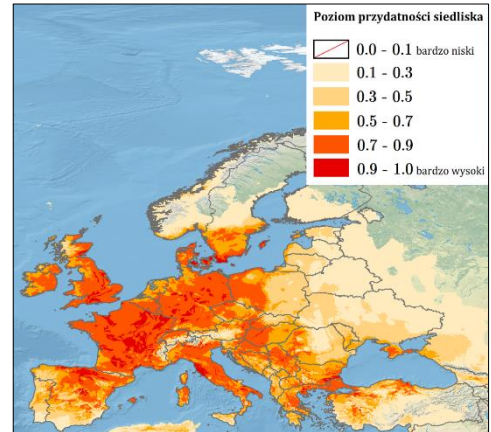 Poziom przydatności siedliska
0.0 - 0.1 bardzo niski
0.1 - 0.3
0.3 - 0.5
0.5 - 0.7
0.7 - 0.9
0.9 - 1.0 bardzo wysoki